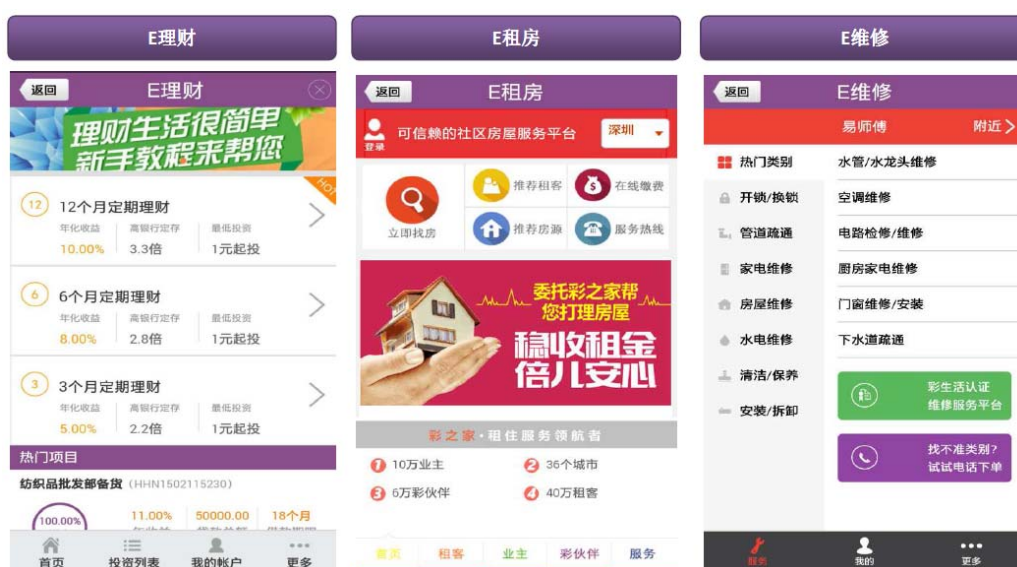 E理财
返回
E理财
理财生活很简单
新手教程来帮您
HOT
12
12个月定期理财
年化收益 高银行定存 最低投资
10.00% 3.3倍 1元起投
6
6个月定期理财
年化收益 高银行定存 最低投资
8.00% 2.8倍 1元起投
3
3个月定期理财
年化收益 高银行定存 最低投资
5.00% 2.2倍 1元起投
热门项目
纺织品批发部备货 (HHN1502115230)
100.00% 11.00% 50000.00 18个月
首页 投资列表 我的帐户 更多
E租房
返回
E租房
登录
可信赖的社区房屋服务平台
深圳
立即找房
推荐租客
在线缴费
推荐房源
服务热线
委托彩之家帮
您打理房屋
稳收租金
倍儿安心
彩之家·租住服务领航者
1 10万业主
2 36个城市
3 6万彩伙伴
4 40万租客
首页 租客 业主 彩伙伴 服务
E维修
返回
E维修
易师傅
附近
热门类别
开锁/换锁
管道疏通
家电维修
房屋维修
水电维修
清洁/保养
安装/拆卸
水管/水龙头维修
空调维修
电路检修/维修
厨房家电维修
门窗维修/安装
下水道疏通
彩生活认证
维修服务平台
找不准类别?
试试电话下单
服务 我的 更多